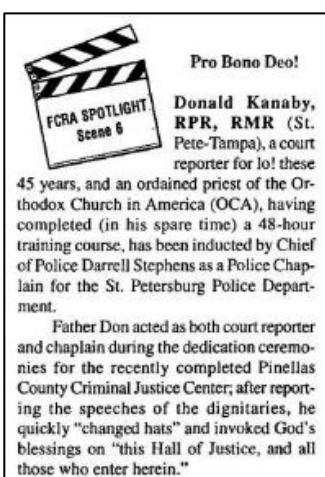 Pro Bono Deo!
FCRA SPOTLIGHT
Scene 6
Donald Kanaby,
RPR, RMR (St.
Pete-Tampa), a court
reporter for lo! these
45 years, and an ordained priest of the Or-
thodox Church in America (OCA), having
completed (in his spare time) a 48-hour
training course, has been inducted by Chief
of Police Darrell Stephens as a Police Chap-
lain for the St. Petersburg Police Depart-
ment.
Father Don acted as both court reporter
and chaplain during the dedication ceremo-
nies for the recently completed Pinellas
County Criminal Justice Center; after report-
ing the speeches of the dignitaries, he
quickly "changed hats" and invoked God's
blessings on "this Hall of Justice, and all
those who enter herein."